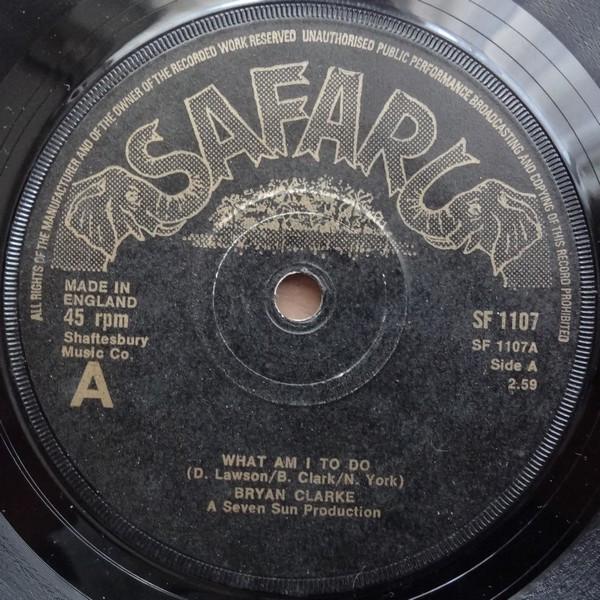 ALL RIGHTS OF THE MANUFACTURER AND OF THE OWNER OF THE RECORDED WORK RESERVED UNAUTHORISED PUBLIC PERFORMANCE BROADCASTING AND COPYING OF THIS RECORD PROHIBITED
SAFARI
MADE IN
ENGLAND
45 rpm
Shaftesbury
Music Co.
A
SF 1107
SF 1107A
Side A
2.59
WHAT AM I TO DO
(D. Lawson/B. Clark/N. York)
BRYAN CLARKE
A Seven Sun Production